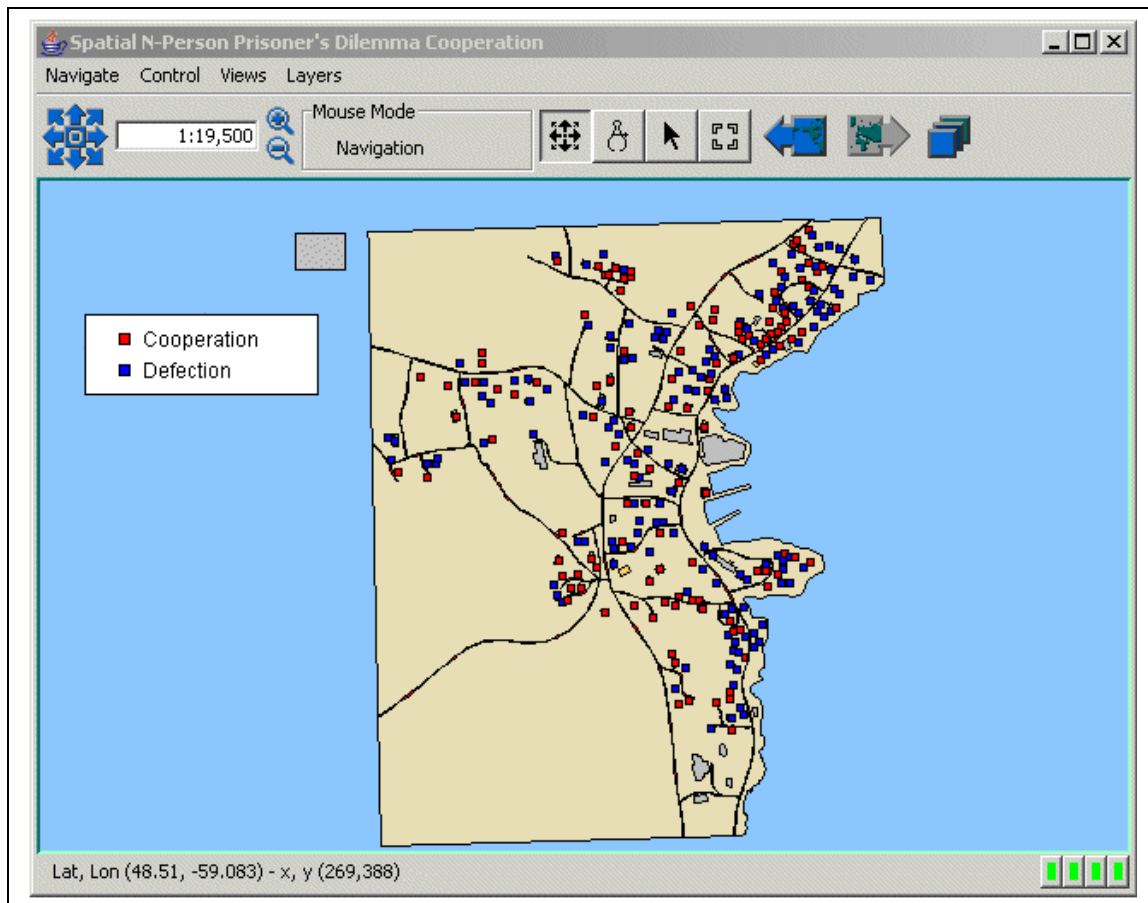 Spatial N-Person Prisoner's Dilemma Cooperation
Navigate Control Views Layers
Mouse Mode
1:19,500
Navigation
Cooperation
Defection
Lat, Lon (48.51, -59.083) - x, y (269,388)